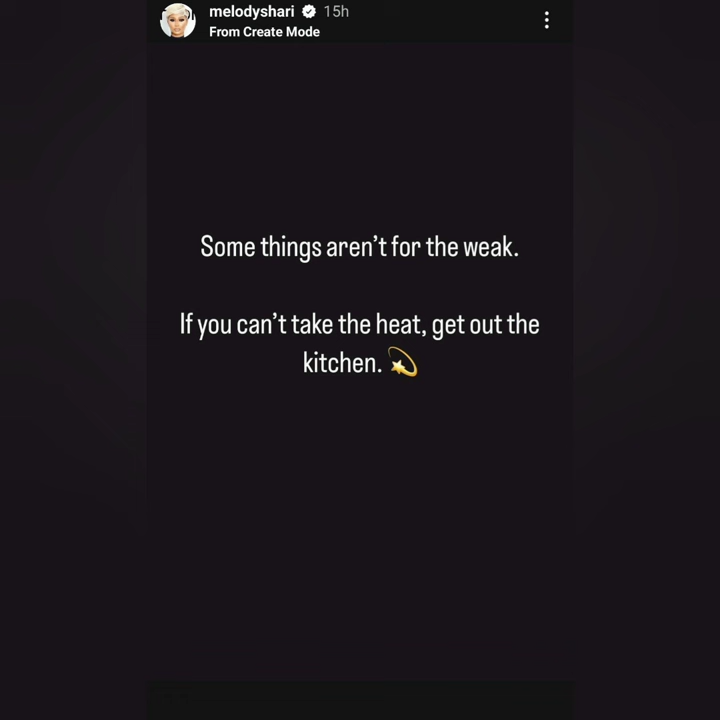 melodyshari 15h
From Create Mode
Some things aren't for the weak.
If you can't take the heat, get out the
kitchen. 💫